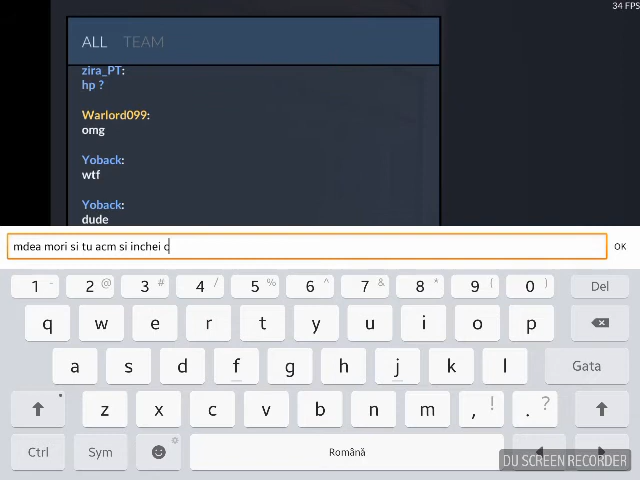 34 FPS
ALL TEAM
zira_PT:
hp ?
Warlord099:
omg
Yoback:
wtf
Yoback:
dude
mdea mori si tu acm si inchei c
OK
1 - 2 @ 3 # 4 / 5 % 6 ^ 7 & 8 * 9 ( 0 ) Del
q w e r t y u i o p
a s d f g h j k l Gata
z x c v b n m , ! . ?
Ctrl Sym Română
DU SCREEN RECORDER